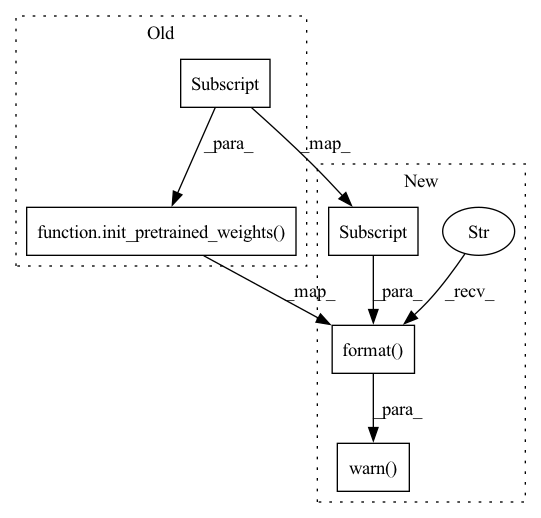 Old
Subscript
_para_
_map_
New
function.init_pretrained_weights()
Subscript
Str
_map_
_para_
_recv_
format()
_para_
warn()